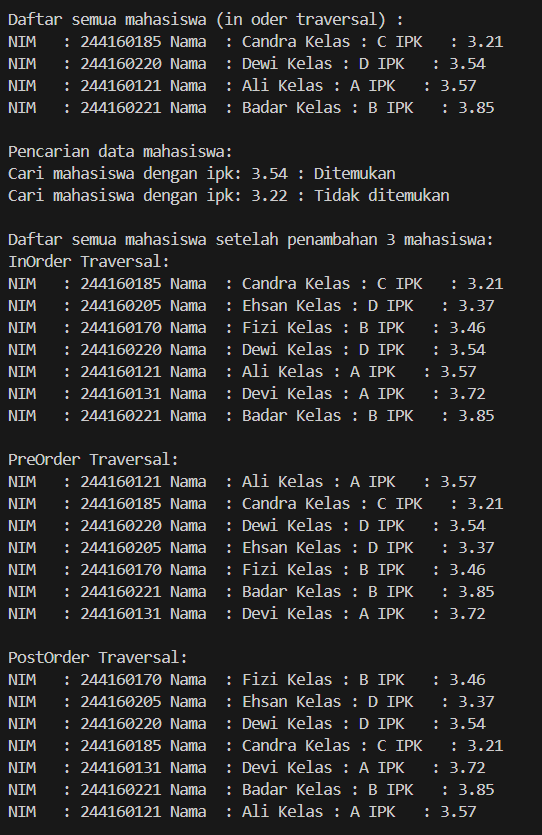 Daftar semua mahasiswa (in oder traversal) :
NIM   : 244160185 Nama  : Candra Kelas : C IPK   : 3.21
NIM   : 244160220 Nama  : Dewi Kelas : D IPK   : 3.54
NIM   : 244160121 Nama  : Ali Kelas : A IPK   : 3.57
NIM   : 244160221 Nama  : Badar Kelas : B IPK   : 3.85

Pencarian data mahasiswa:
Cari mahasiswa dengan ipk: 3.54 : Ditemukan
Cari mahasiswa dengan ipk: 3.22 : Tidak ditemukan

Daftar semua mahasiswa setelah penambahan 3 mahasiswa:
InOrder Traversal:
NIM   : 244160185 Nama  : Candra Kelas : C IPK   : 3.21
NIM   : 244160205 Nama  : Ehsan Kelas : D IPK   : 3.37
NIM   : 244160170 Nama  : Fizi Kelas : B IPK   : 3.46
NIM   : 244160220 Nama  : Dewi Kelas : D IPK   : 3.54
NIM   : 244160121 Nama  : Ali Kelas : A IPK   : 3.57
NIM   : 244160131 Nama  : Devi Kelas : A IPK   : 3.72
NIM   : 244160221 Nama  : Badar Kelas : B IPK   : 3.85

PreOrder Traversal:
NIM   : 244160121 Nama  : Ali Kelas : A IPK   : 3.57
NIM   : 244160185 Nama  : Candra Kelas : C IPK   : 3.21
NIM   : 244160220 Nama  : Dewi Kelas : D IPK   : 3.54
NIM   : 244160205 Nama  : Ehsan Kelas : D IPK   : 3.37
NIM   : 244160170 Nama  : Fizi Kelas : B IPK   : 3.46
NIM   : 244160221 Nama  : Badar Kelas : B IPK   : 3.85
NIM   : 244160131 Nama  : Devi Kelas : A IPK   : 3.72

PostOrder Traversal:
NIM   : 244160170 Nama  : Fizi Kelas : B IPK   : 3.46
NIM   : 244160205 Nama  : Ehsan Kelas : D IPK   : 3.37
NIM   : 244160220 Nama  : Dewi Kelas : D IPK   : 3.54
NIM   : 244160185 Nama  : Candra Kelas : C IPK   : 3.21
NIM   : 244160131 Nama  : Devi Kelas : A IPK   : 3.72
NIM   : 244160221 Nama  : Badar Kelas : B IPK   : 3.85
NIM   : 244160121 Nama  : Ali Kelas : A IPK   : 3.57